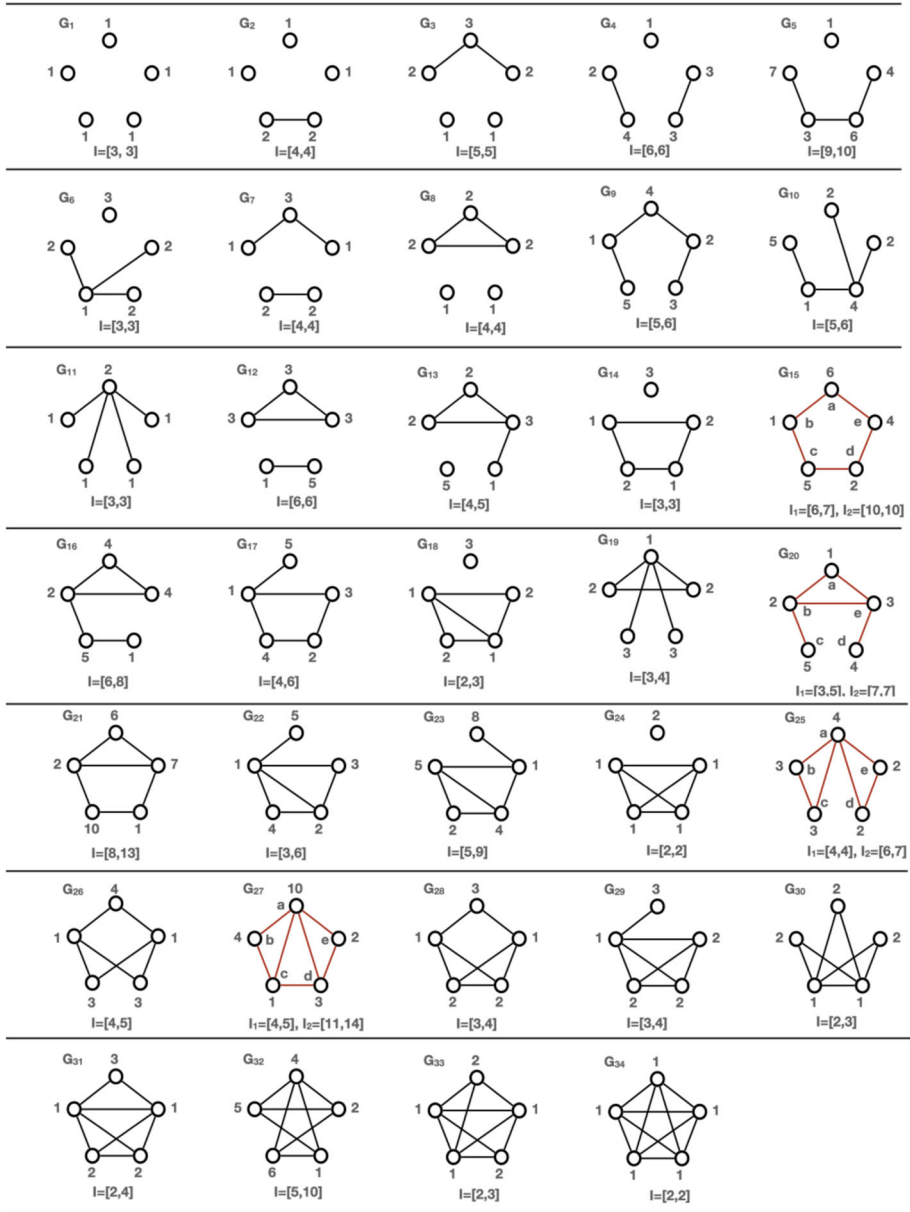 G1 1 G2 1 G3 3 G4 1 G5 1
1 1 1 1 2 2 2 3 7 4
1 1 2 2 1 1 4 3 3 6
I=[3, 3] I=[4,4] I=[5,5] I=[6,6] I=[9,10]
G6 3 G7 3 G8 2 G9 4 G10 2
2 2 1 1 2 2 1 2 5 2
1 2 2 2 1 1 5 3 1 4
I=[3,3] I=[4,4] I=[4,4] I=[5,6] I=[5,6]
G11 2 G12 3 G13 2 G14 3 G15 6
a
1 1 3 3 2 3 1 2 1 b e 4
c d
1 1 1 5 5 1 2 1 5 2
I=[3,3] I=[6,6] I=[4,5] I=[3,3] I1=[6,7], I2=[10,10]
G16 4 G17 5 G18 3 G19 1 G20 1
a
2 4 1 3 1 2 2 2 2 b e 3
c d
5 1 4 2 2 1 3 3 5 4
I=[6,8] I=[4,6] I=[2,3] I=[3,4] I1=[3,5], I2=[7,7]
G21 6 G22 5 G23 8 G24 2 G25 4
a
2 7 1 3 5 1 1 1 3 b e 2
c d
10 1 4 2 2 4 1 1 3 2
I=[8,13] I=[3,6] I=[5,9] I=[2,2] I1=[4,4], I2=[6,7]
G26 4 G27 10 G28 3 G29 3 G30 2
a
1 1 4 b e 2 1 1 1 2 2 2
c d
3 3 1 3 2 2 2 2 1 1
I=[4,5] I1=[4,5], I2=[11,14] I=[3,4] I=[3,4] I=[2,3]
G31 3 G32 4 G33 2 G34 1
1 1 5 2 1 1 1 1
2 2 6 1 1 2 1 1
I=[2,4] I=[5,10] I=[2,3] I=[2,2]